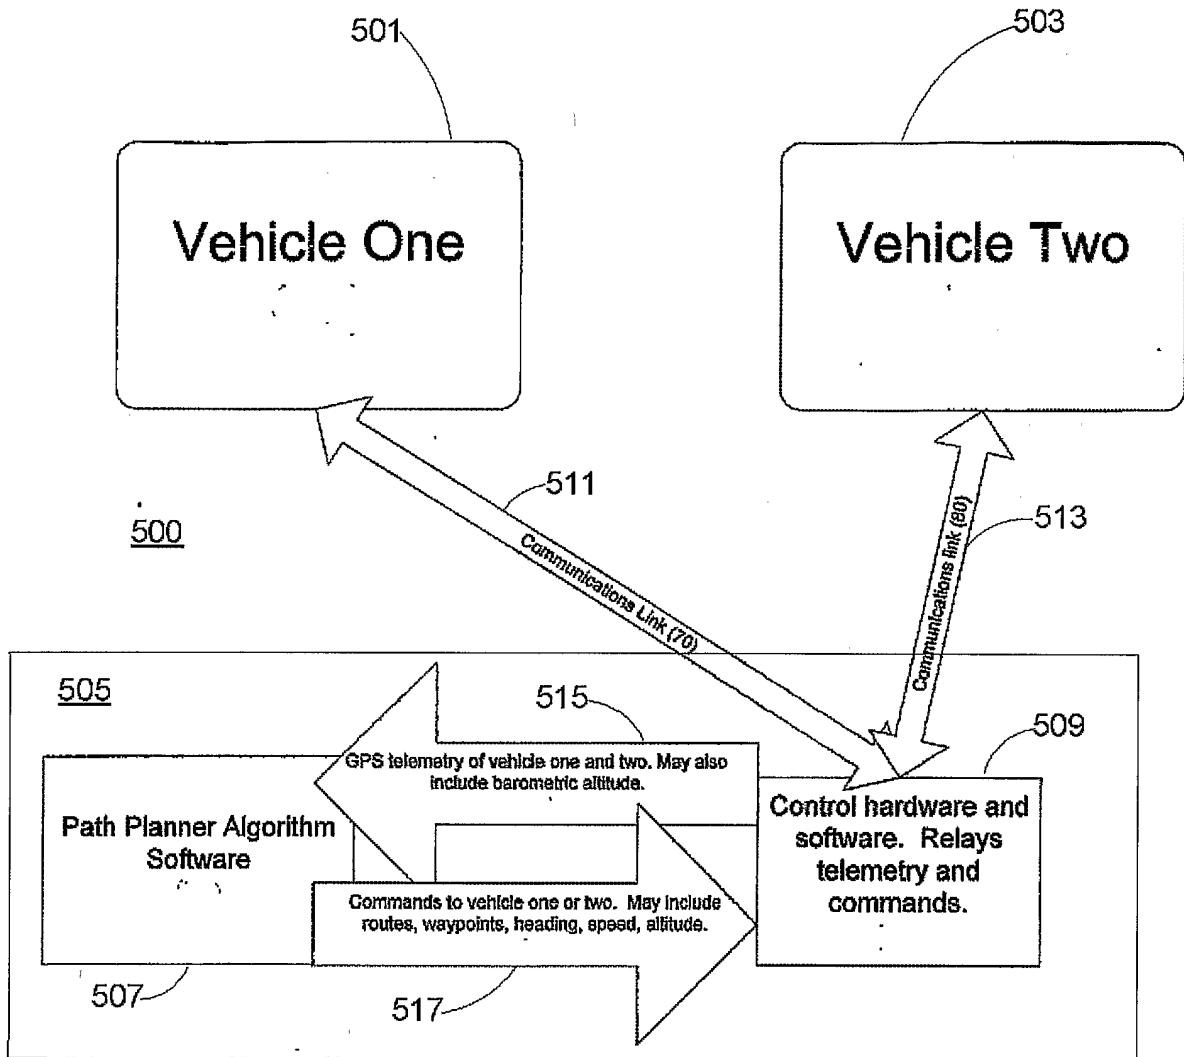 501
503
Vehicle One
Vehicle Two
511
513
500
Communications Link (70)
Communications link (80)
505
515
509
GPS telemetry of vehicle one and two. May also
include barometric altitude.
Path Planner Algorithm
Software
Control hardware and
software. Relays
telemetry and
commands.
Commands to vehicle one or two. May include
routes, waypoints, heading, speed, altitude.
507
517